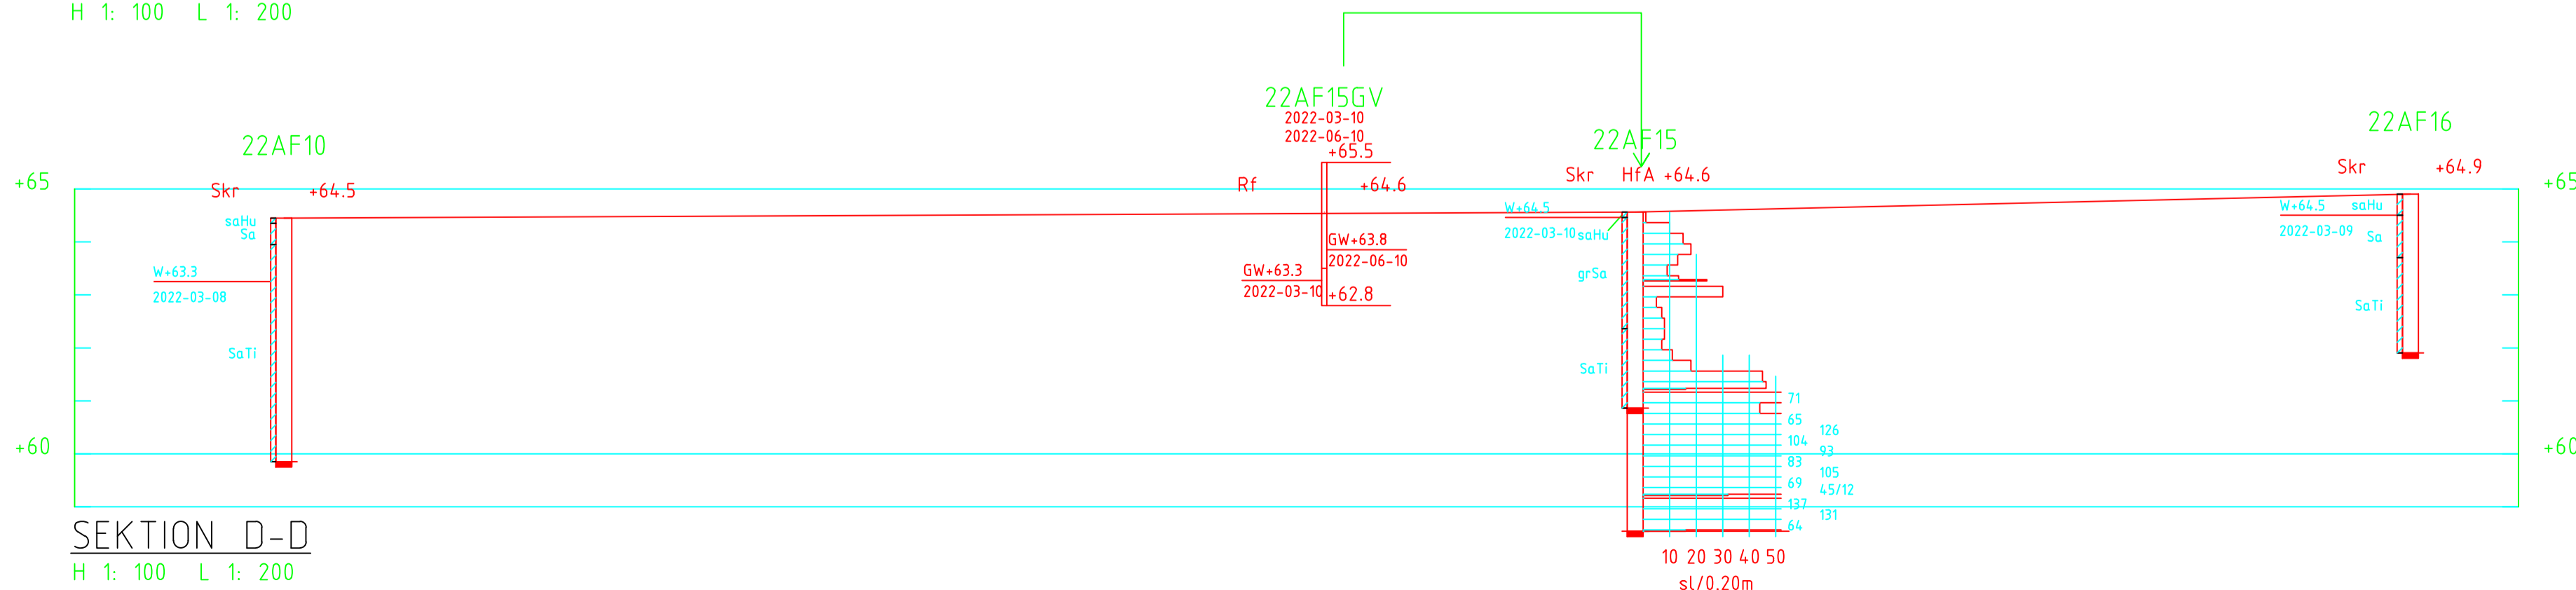 H 1: 100 L 1: 200
22AF15GV
2022-03-10
2022-06-10
+65.5
22AF10
22AF15
22AF16
+65
Skr +64.5
Rf +64.6
Skr HfA +64.6
Skr +64.9
+65
saHu
Sa
W+63.3
2022-03-08
SaTi
GW+63.8
2022-06-10
GW+63.3
2022-03-10
+62.8
W+64.5
2022-03-10
saHu
grSa
SaTi
W+64.5
2022-03-09
saHu
Sa
SaTi
71
65
126
104
93
83
105
69
45/12
137
131
64
+60
+60
10 20 30 40 50
sl/0.20m
SEKTION D-D
H 1: 100 L 1: 200